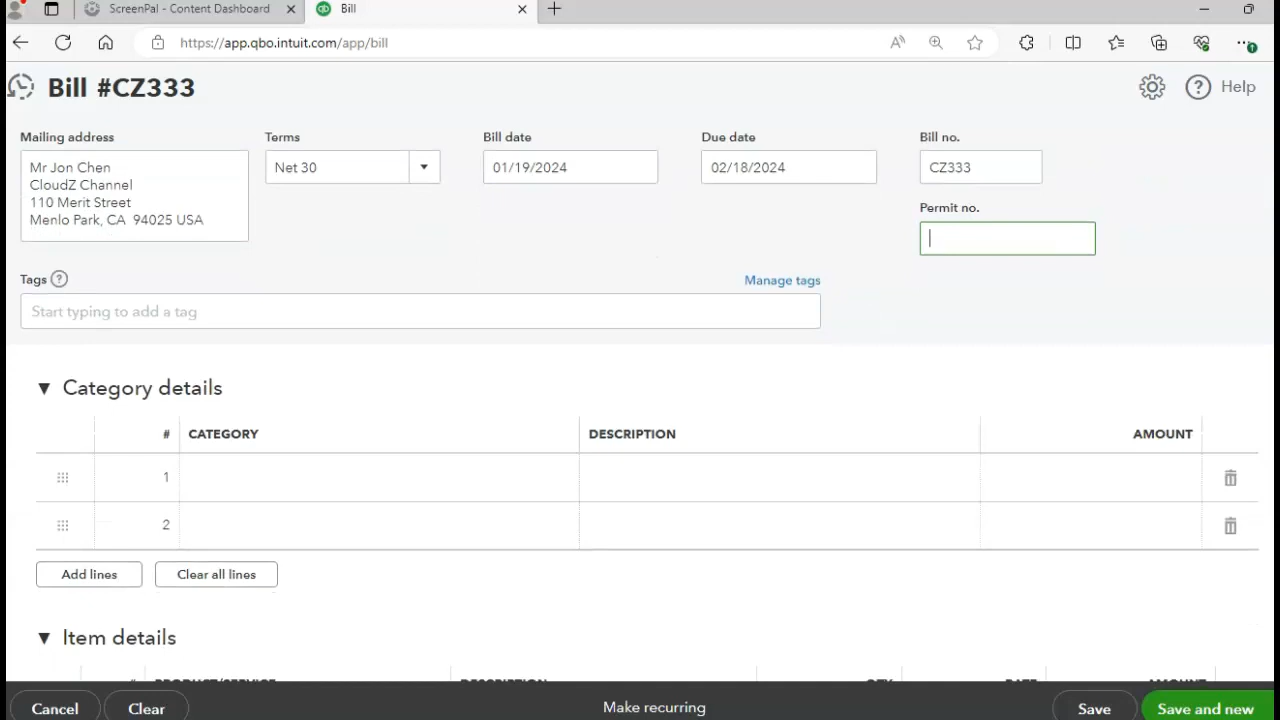 ScreenPal - Content Dashboard
Bill
https://app.qbo.intuit.com/app/bill
Bill #CZ333
Help
Mailing address
Terms
Bill date
Due date
Bill no.
Mr Jon Chen
CloudZ Channel
110 Merit Street
Menlo Park, CA 94025 USA
Net 30
01/19/2024
02/18/2024
CZ333
Permit no.
Tags
Manage tags
Start typing to add a tag
Category details
# CATEGORY DESCRIPTION AMOUNT
1
2
Add lines
Clear all lines
Item details
# PRODUCT/SERVICE DESCRIPTION QTY RATE AMOUNT
Cancel
Clear
Make recurring
Save
Save and new